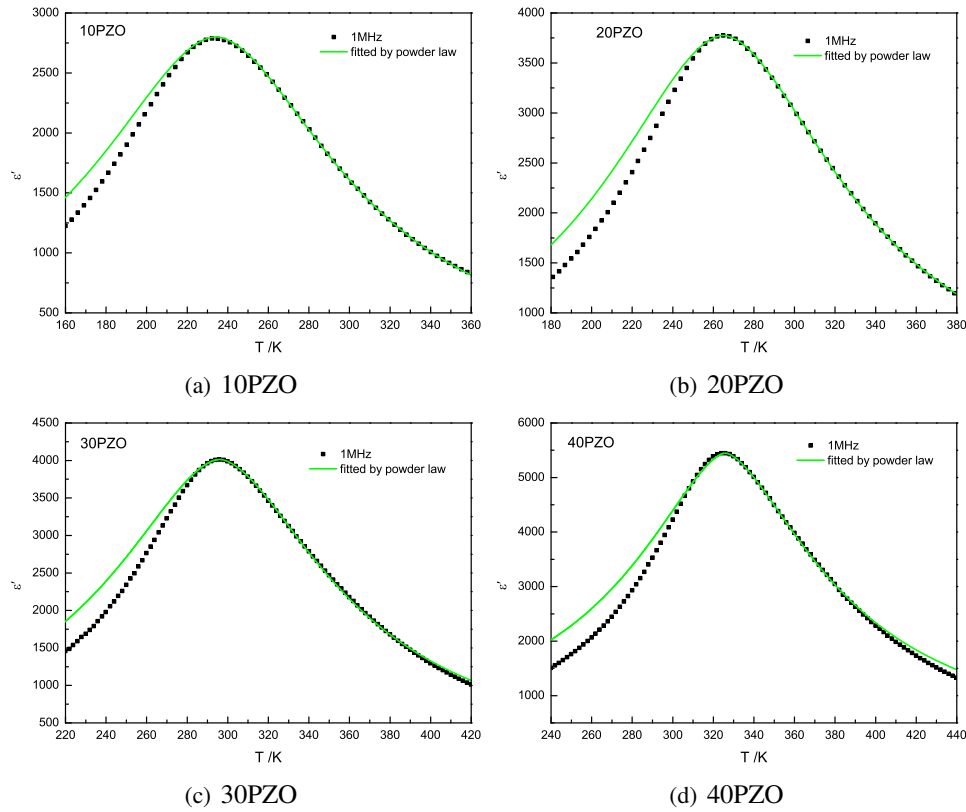 3000
2500
2000
1500
1000
500
ε'
10PZO
1MHz
fitted by powder law
160 180 200 220 240 260 280 300 320 340 360
T /K
(a) 10PZO
4000
3500
3000
2500
2000
1500
1000
ε'
20PZO
1MHz
fitted by powder law
180 200 220 240 260 280 300 320 340 360 380
T /K
(b) 20PZO
4500
4000
3500
3000
2500
2000
1500
1000
500
ε'
30PZO
1MHz
fitted by powder law
220 240 260 280 300 320 340 360 380 400 420
T /K
(c) 30PZO
6000
5000
4000
3000
2000
1000
ε'
40PZO
1MHz
fitted by powder law
240 260 280 300 320 340 360 380 400 420 440
T /K
(d) 40PZO